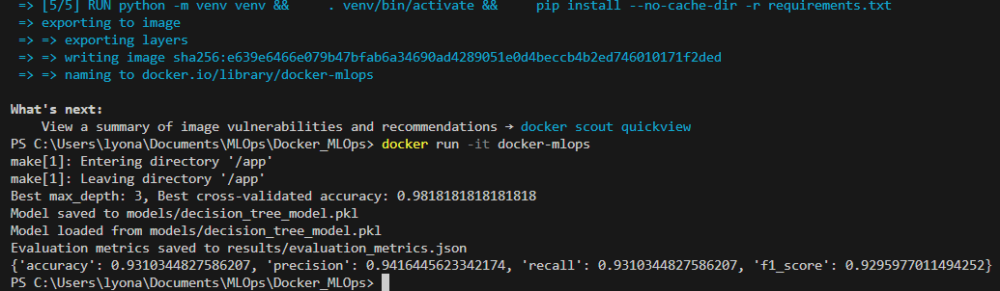 => [5/5] RUN python -m venv venv &&     . venv/bin/activate &&     pip install --no-cache-dir -r requirements.txt
=> exporting to image
=> => exporting layers
=> => writing image sha256:e639e6466e079b47bfab6a34690ad4289051e0d4beccb4b2ed746010171f2ded
=> => naming to docker.io/library/docker-mlops
What's next:
View a summary of image vulnerabilities and recommendations → docker scout quickview
PS C:\Users\lyona\Documents\MLOps\Docker_MLOps> docker run -it docker-mlops
make[1]: Entering directory '/app'
make[1]: Leaving directory '/app'
Best max_depth: 3, Best cross-validated accuracy: 0.9818181818181818
Model saved to models/decision_tree_model.pkl
Model loaded from models/decision_tree_model.pkl
Evaluation metrics saved to results/evaluation_metrics.json
{'accuracy': 0.9310344827586207, 'precision': 0.9416445623342174, 'recall': 0.9310344827586207, 'f1_score': 0.9295977011494252}
PS C:\Users\lyona\Documents\MLOps\Docker_MLOps>